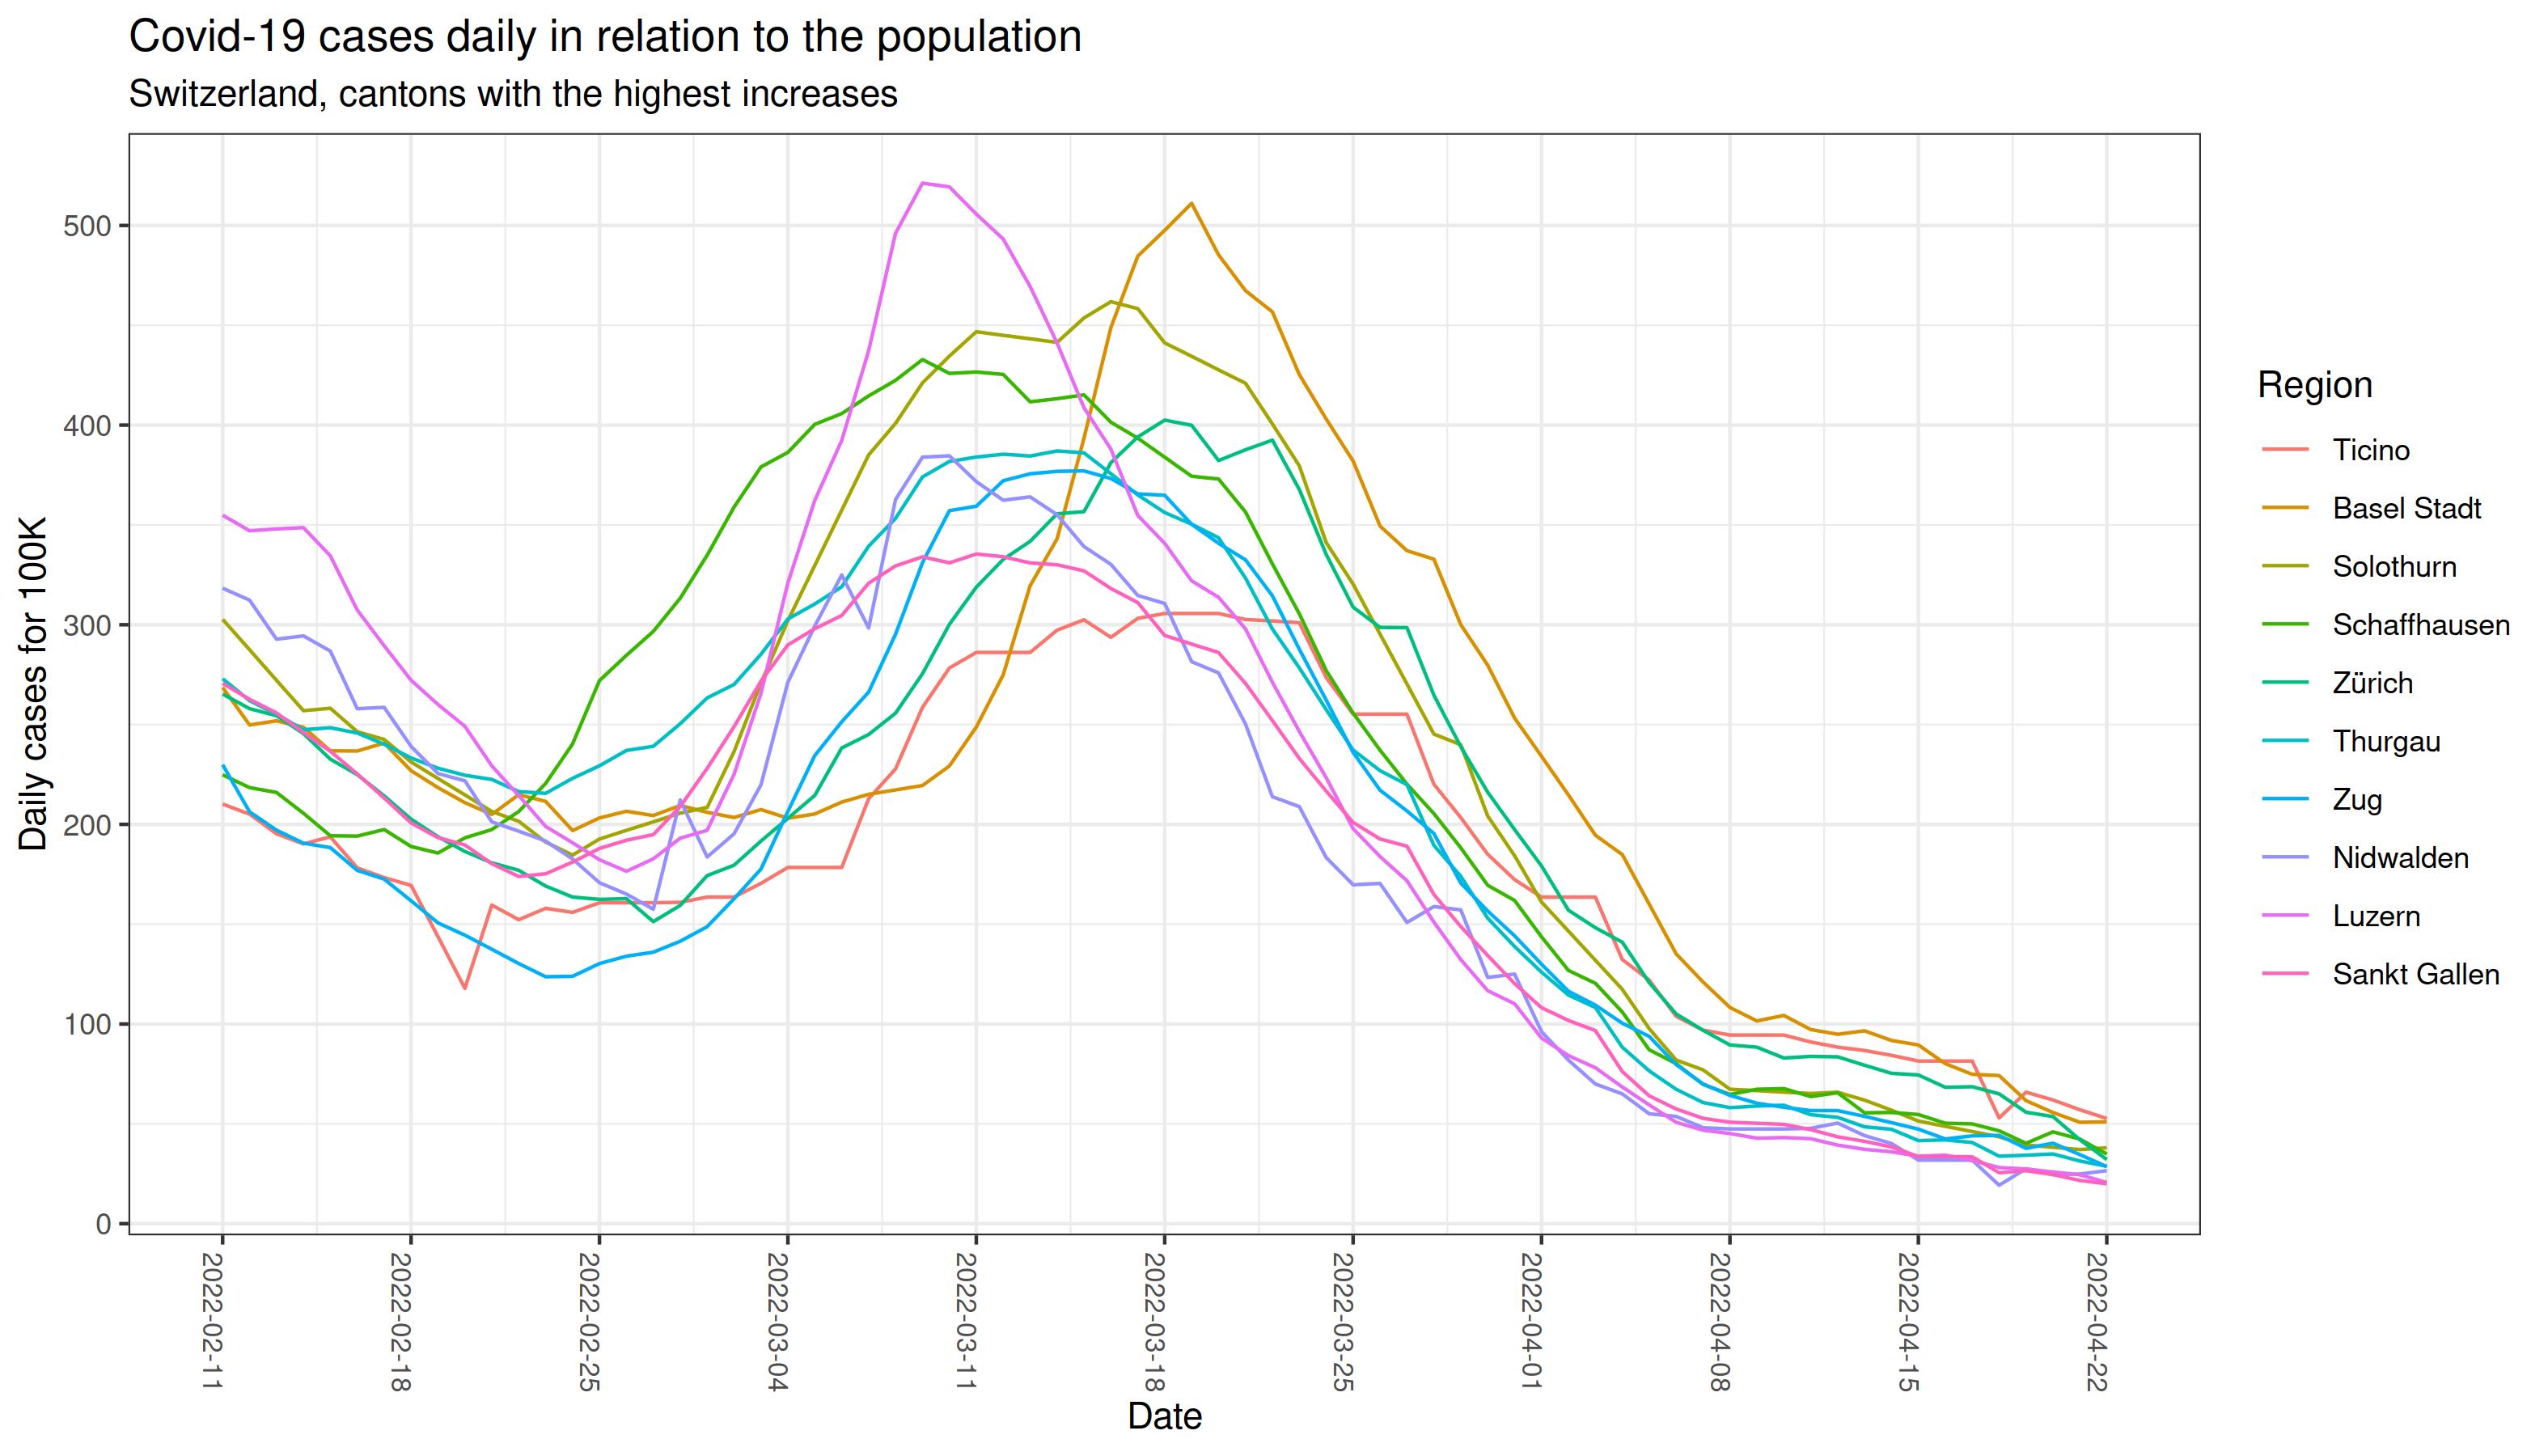 Covid-19 cases daily in relation to the population
Switzerland, cantons with the highest increases
Daily cases for 100K
500
400
300
200
100
0
2022-02-11
2022-02-18
2022-02-25
2022-03-04
2022-03-11
2022-03-18
2022-03-25
2022-04-01
2022-04-08
2022-04-15
2022-04-22
Date
Region
Ticino
Basel Stadt
Solothurn
Schaffhausen
Zürich
Thurgau
Zug
Nidwalden
Luzern
Sankt Gallen